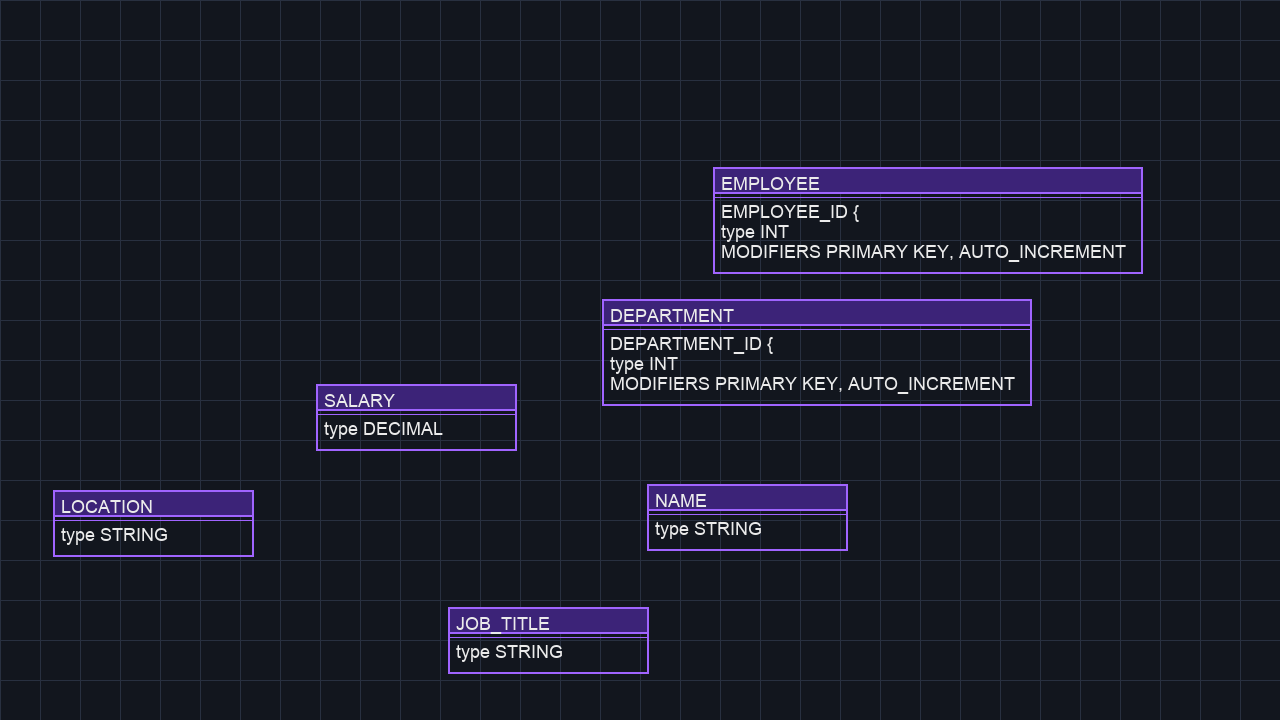 EMPLOYEE
EMPLOYEE_ID {
type INT
MODIFIERS PRIMARY KEY, AUTO_INCREMENT
DEPARTMENT
DEPARTMENT_ID {
type INT
MODIFIERS PRIMARY KEY, AUTO_INCREMENT
SALARY
type DECIMAL
LOCATION
type STRING
NAME
type STRING
JOB_TITLE
type STRING